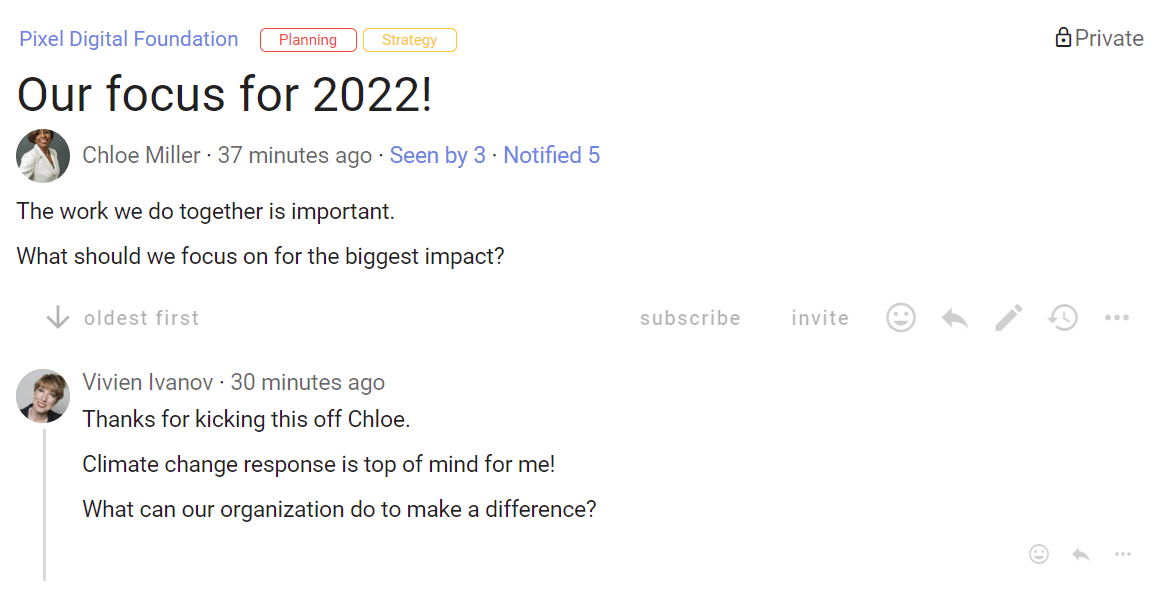 Pixel Digital Foundation Planning Strategy Private
Our focus for 2022!
Chloe Miller · 37 minutes ago · Seen by 3 · Notified 5
The work we do together is important.
What should we focus on for the biggest impact?
oldest first subscribe invite
Vivien Ivanov · 30 minutes ago
Thanks for kicking this off Chloe.
Climate change response is top of mind for me!
What can our organization do to make a difference?